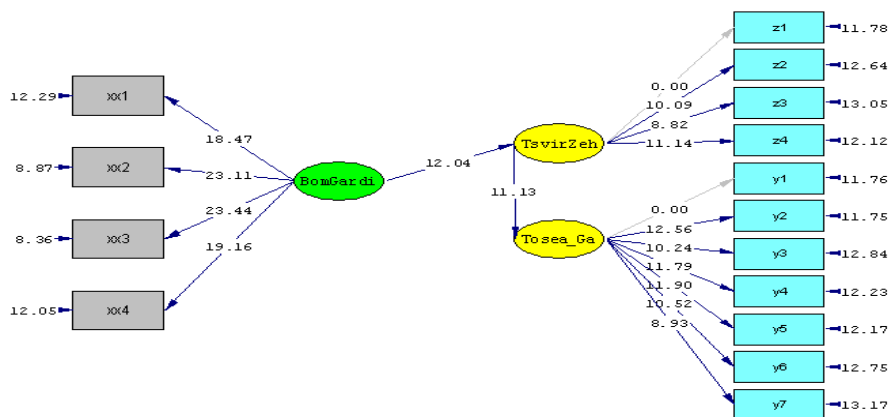 12.29
xx1
8.87
xx2
8.36
xx3
12.05
xx4
18.47
23.11
23.44
19.16
BomGardi
12.04
TsvirZeh
11.13
Tosea_Ga
0.00
10.09
8.82
11.14
0.00
12.56
10.24
11.79
11.90
10.52
8.93
z1
11.78
z2
12.64
z3
13.05
z4
12.12
y1
11.76
y2
11.75
y3
12.84
y4
12.23
y5
12.17
y6
12.75
y7
13.17